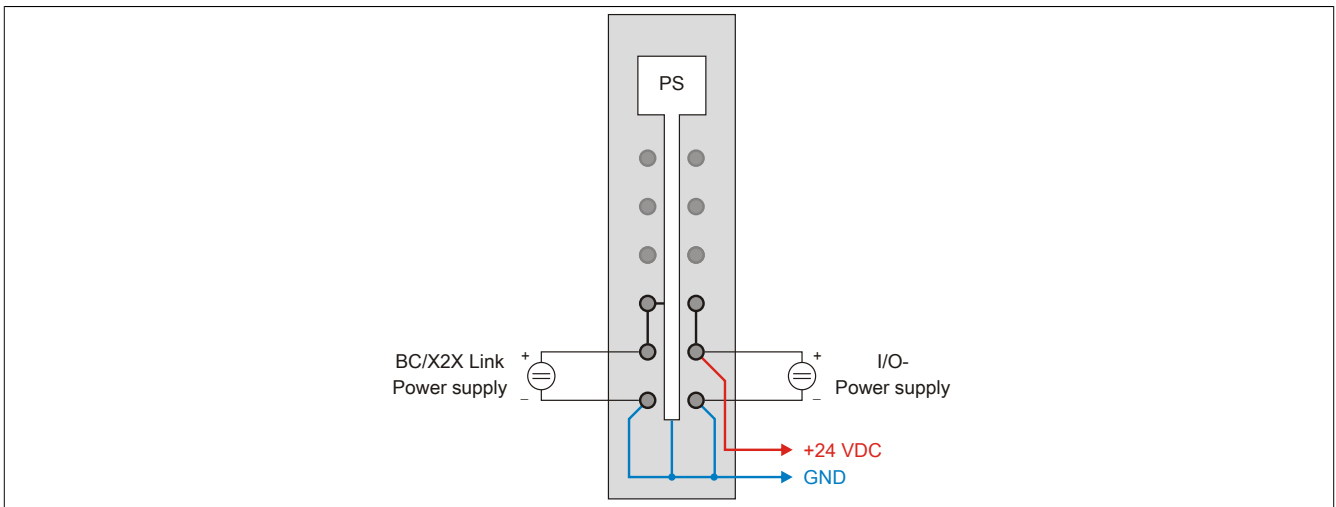 PS
BC/X2X Link
Power supply
+
–
+
–
I/O-
Power supply
+24 VDC
GND